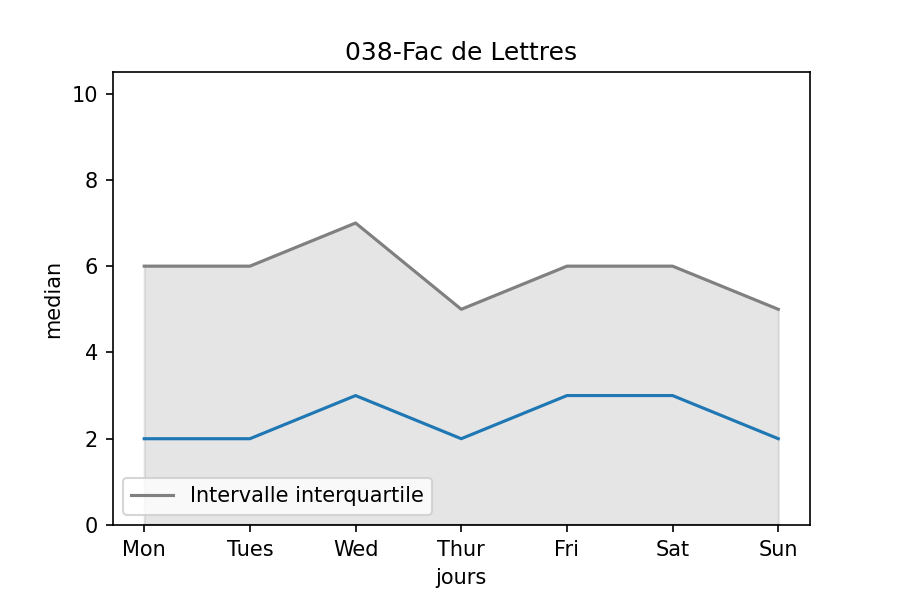 038-Fac de Lettres
10
8
6
4
2
0
median
Intervalle interquartile
Mon Tues Wed Thur Fri Sat Sun
jours